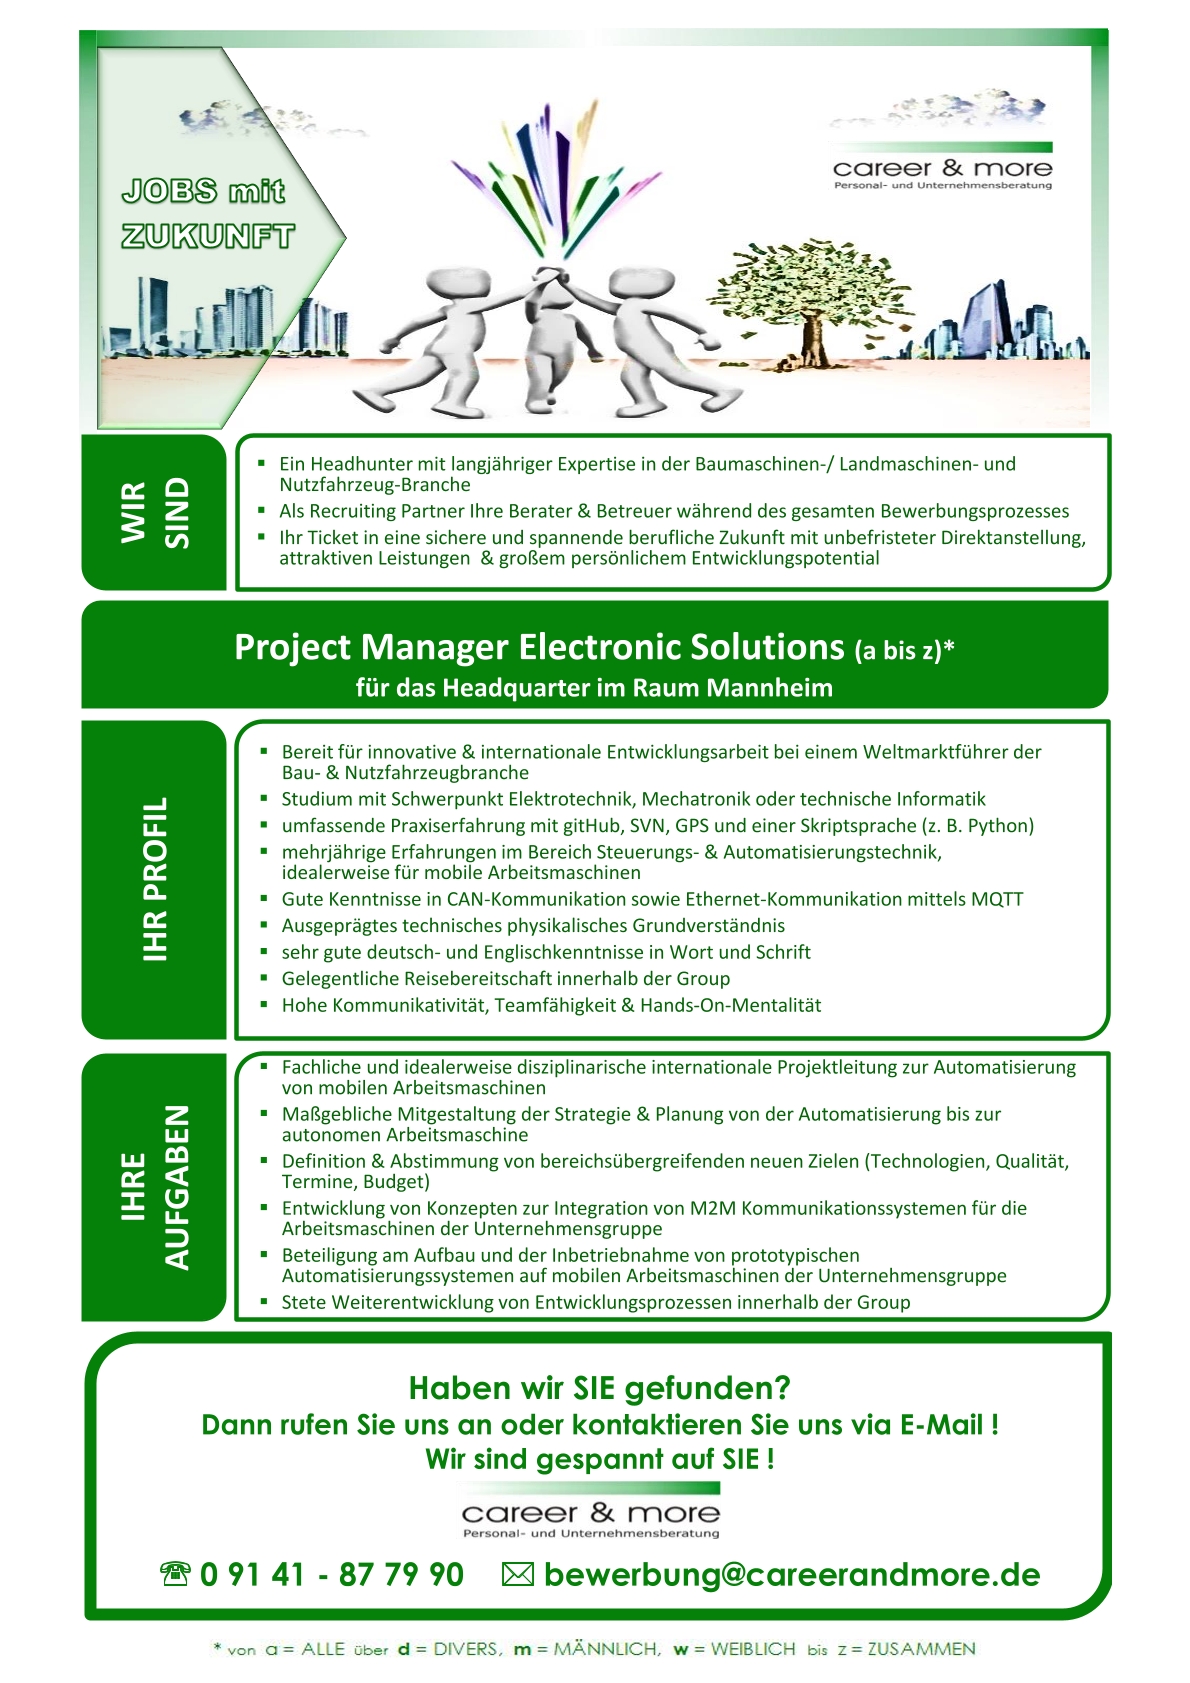 JOBS mit
ZUKUNFT
career & more
Personal- und Unternehmensberatung
WIR
SIND
▪ Ein Headhunter mit langjähriger Expertise in der Baumaschinen-/ Landmaschinen- und
Nutzfahrzeug-Branche
▪ Als Recruiting Partner Ihre Berater & Betreuer während des gesamten Bewerbungsprozesses
▪ Ihr Ticket in eine sichere und spannende berufliche Zukunft mit unbefristeter Direktanstellung,
attraktiven Leistungen & großem persönlichem Entwicklungspotential
Project Manager Electronic Solutions (a bis z)*
für das Headquarter im Raum Mannheim
IHR PROFIL
▪ Bereit für innovative & internationale Entwicklungsarbeit bei einem Weltmarktführer der
Bau- & Nutzfahrzeugbranche
▪ Studium mit Schwerpunkt Elektrotechnik, Mechatronik oder technische Informatik
▪ umfassende Praxiserfahrung mit gitHub, SVN, GPS und einer Skriptsprache (z. B. Python)
▪ mehrjährige Erfahrungen im Bereich Steuerungs- & Automatisierungstechnik,
idealerweise für mobile Arbeitsmaschinen
▪ Gute Kenntnisse in CAN-Kommunikation sowie Ethernet-Kommunikation mittels MQTT
▪ Ausgeprägtes technisches physikalisches Grundverständnis
▪ sehr gute deutsch- und Englischkenntnisse in Wort und Schrift
▪ Gelegentliche Reisebereitschaft innerhalb der Group
▪ Hohe Kommunikativität, Teamfähigkeit & Hands-On-Mentalität
IHRE
AUFGABEN
▪ Fachliche und idealerweise disziplinarische internationale Projektleitung zur Automatisierung
von mobilen Arbeitsmaschinen
▪ Maßgebliche Mitgestaltung der Strategie & Planung von der Automatisierung bis zur
autonomen Arbeitsmaschine
▪ Definition & Abstimmung von bereichsübergreifenden neuen Zielen (Technologien, Qualität,
Termine, Budget)
▪ Entwicklung von Konzepten zur Integration von M2M Kommunikationssystemen für die
Arbeitsmaschinen der Unternehmensgruppe
▪ Beteiligung am Aufbau und der Inbetriebnahme von prototypischen
Automatisierungssystemen auf mobilen Arbeitsmaschinen der Unternehmensgruppe
▪ Stete Weiterentwicklung von Entwicklungsprozessen innerhalb der Group
Haben wir SIE gefunden?
Dann rufen Sie uns an oder kontaktieren Sie uns via E-Mail !
Wir sind gespannt auf SIE !
career & more
Personal- und Unternehmensberatung
☎ 0 91 41 - 87 79 90 ✉ bewerbung@careerandmore.de
* von a = ALLE über d = DIVERS, m = MÄNNLICH, w = WEIBLICH bis z = ZUSAMMEN